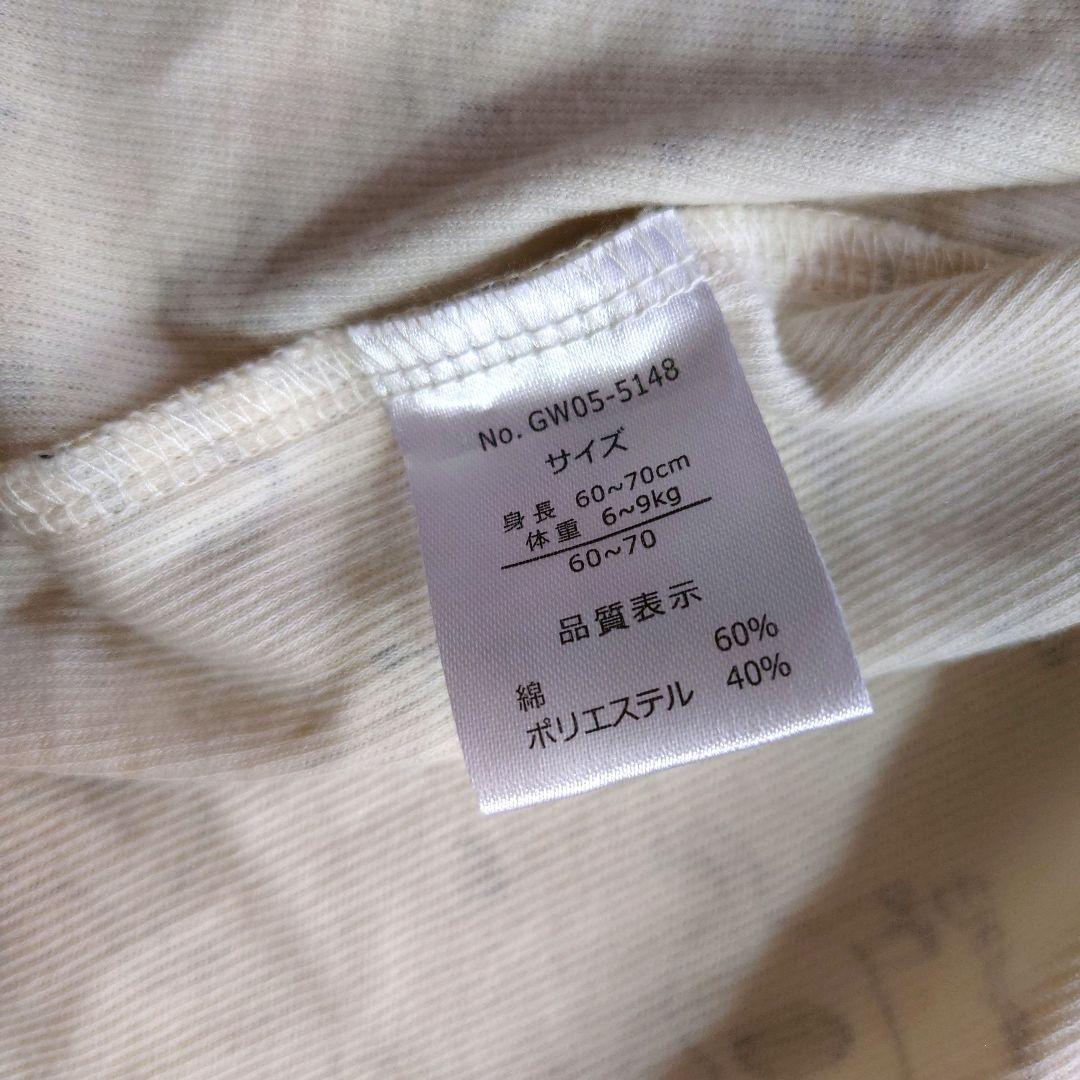 No. GW05-5148
サイズ
身長 60~70cm
体重 6~9kg
60~70
品質表示
綿 60%
ポリエステル 40%